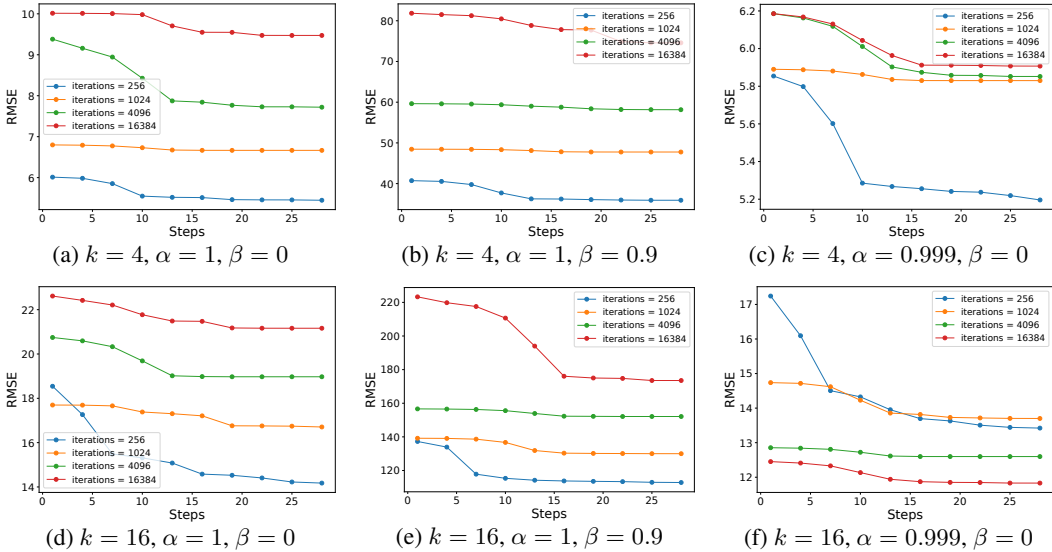 10
9
8
7
6
RMSE
iterations = 256
iterations = 1024
iterations = 4096
iterations = 16384
0 5 10 15 20 25
Steps
(a) k = 4, α = 1, β = 0
80
70
60
50
40
RMSE
iterations = 256
iterations = 1024
iterations = 4096
iterations = 16384
0 5 10 15 20 25
Steps
(b) k = 4, α = 1, β = 0.9
6.2
6.0
5.8
5.6
5.4
5.2
RMSE
iterations = 256
iterations = 1024
iterations = 4096
iterations = 16384
0 5 10 15 20 25
Steps
(c) k = 4, α = 0.999, β = 0
22
20
18
16
14
RMSE
iterations = 256
iterations = 1024
iterations = 4096
iterations = 16384
0 5 10 15 20 25
Steps
(d) k = 16, α = 1, β = 0
220
200
180
160
140
120
RMSE
iterations = 256
iterations = 1024
iterations = 4096
iterations = 16384
0 5 10 15 20 25
Steps
(e) k = 16, α = 1, β = 0.9
17
16
15
14
13
12
RMSE
iterations = 256
iterations = 1024
iterations = 4096
iterations = 16384
0 5 10 15 20 25
Steps
(f) k = 16, α = 0.999, β = 0